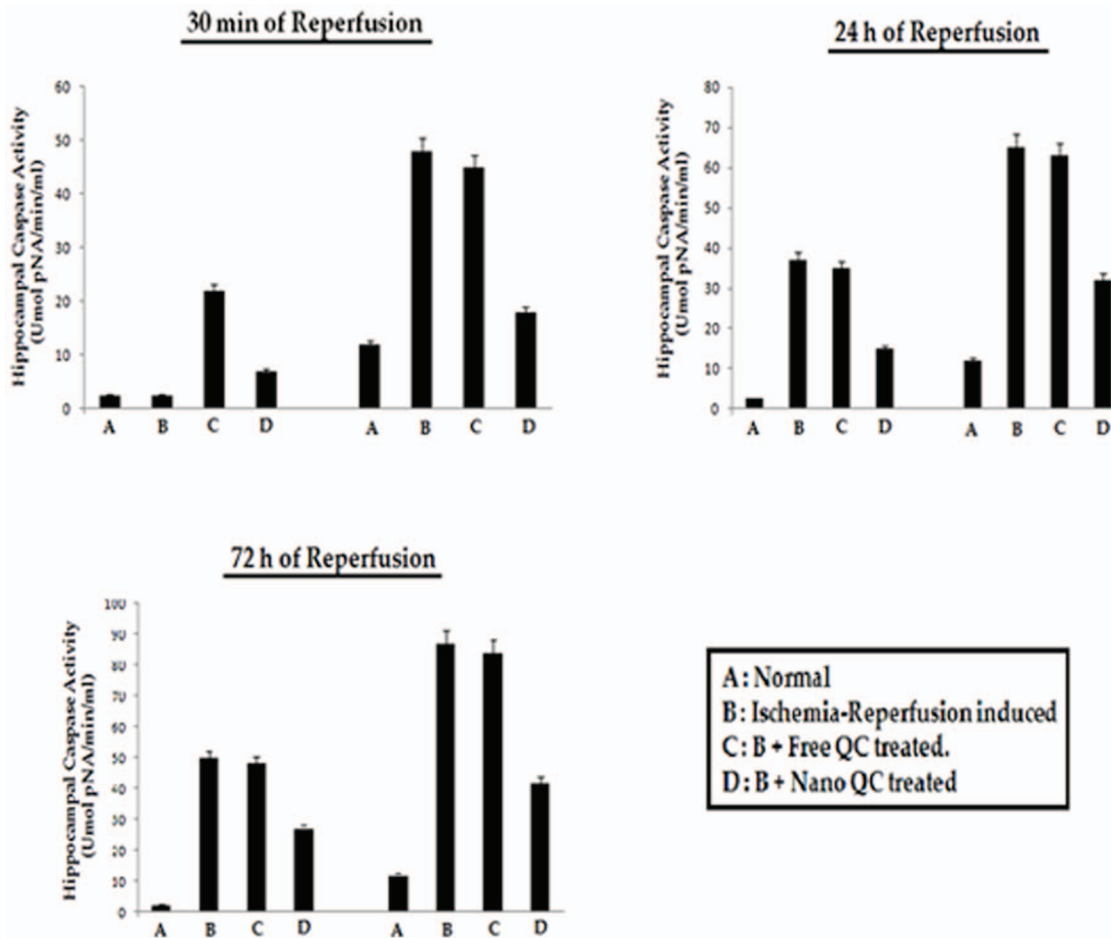 30 min of Reperfusion
Hippocampal Caspase Activity
(Umol pNA/min/ml)
60
50
40
30
20
10
0
A B C D A B C D
24 h of Reperfusion
Hippocampal Caspase Activity
(Umol pNA/min/ml)
80
70
60
50
40
30
20
10
0
A B C D A B C D
72 h of Reperfusion
Hippocampal Caspase Activity
(Umol pNA/min/ml)
100
90
80
70
60
50
40
30
20
10
0
A B C D A B C D
A : Normal
B : Ischemia-Reperfusion induced
C : B + Free QC treated.
D : B + Nano QC treated